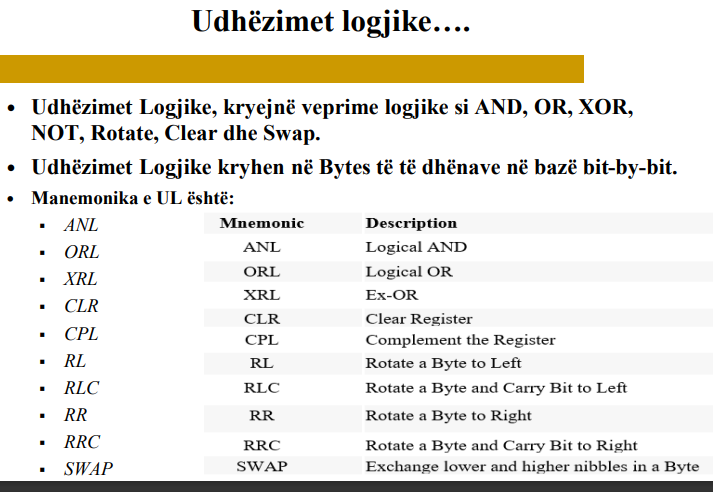 Udhëzimet logjike….
• Udhëzimet Logjike, kryejnë veprime logjike si AND, OR, XOR,
NOT, Rotate, Clear dhe Swap.
• Udhëzimet Logjike kryhen në Bytes të të dhënave në bazë bit-by-bit.
• Manemonika e UL është:
▪ ANL
▪ ORL
▪ XRL
▪ CLR
▪ CPL
▪ RL
▪ RLC
▪ RR
▪ RRC
▪ SWAP
Mnemonic Description
ANL Logical AND
ORL Logical OR
XRL Ex-OR
CLR Clear Register
CPL Complement the Register
RL Rotate a Byte to Left
RLC Rotate a Byte and Carry Bit to Left
RR Rotate a Byte to Right
RRC Rotate a Byte and Carry Bit to Right
SWAP Exchange lower and higher nibbles in a Byte